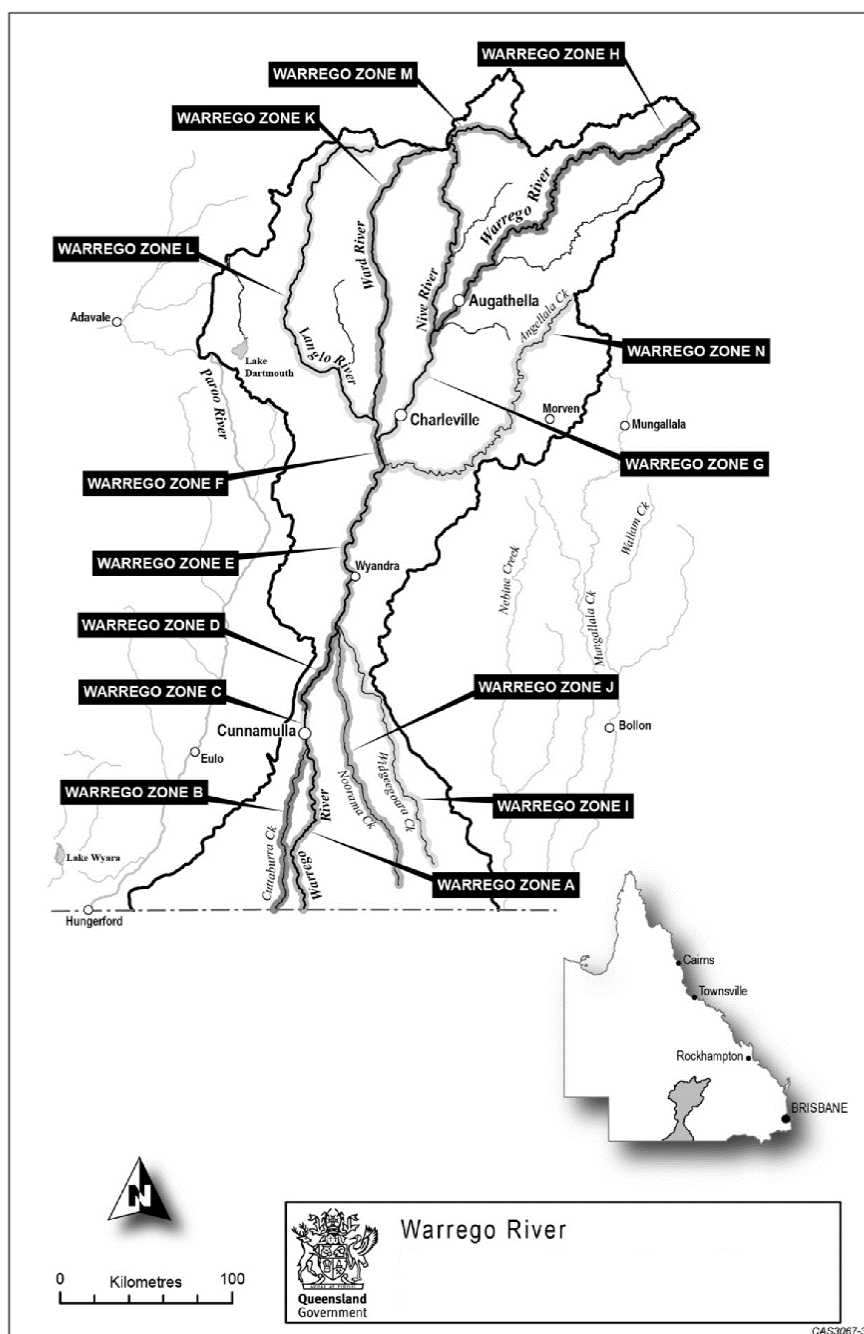 WARREGO ZONE H
WARREGO ZONE M
WARREGO ZONE K
Warrego River
Ward River
WARREGO ZONE L
Nive River
Augathella
Adavale
Langlo River
Angellala Ck
WARREGO ZONE N
Lake
Dartmouth
Paroo River
Charleville
Morven
Mungallala
WARREGO ZONE G
WARREGO ZONE F
Wallam Ck
WARREGO ZONE E
Wyandra
Nebine Creek
Mungallala Ck
WARREGO ZONE D
WARREGO ZONE C
WARREGO ZONE J
Cunnamulla
Bollon
Eulo
Widgeegoara Ck
WARREGO ZONE B
Noorama Ck
WARREGO ZONE I
Cuttaburra Ck
Warrego River
Lake Wyara
WARREGO ZONE A
Hungerford
Cairns
Townsville
Rockhampton
BRISBANE
N
Warrego River
0 Kilometres 100
Queensland
Government